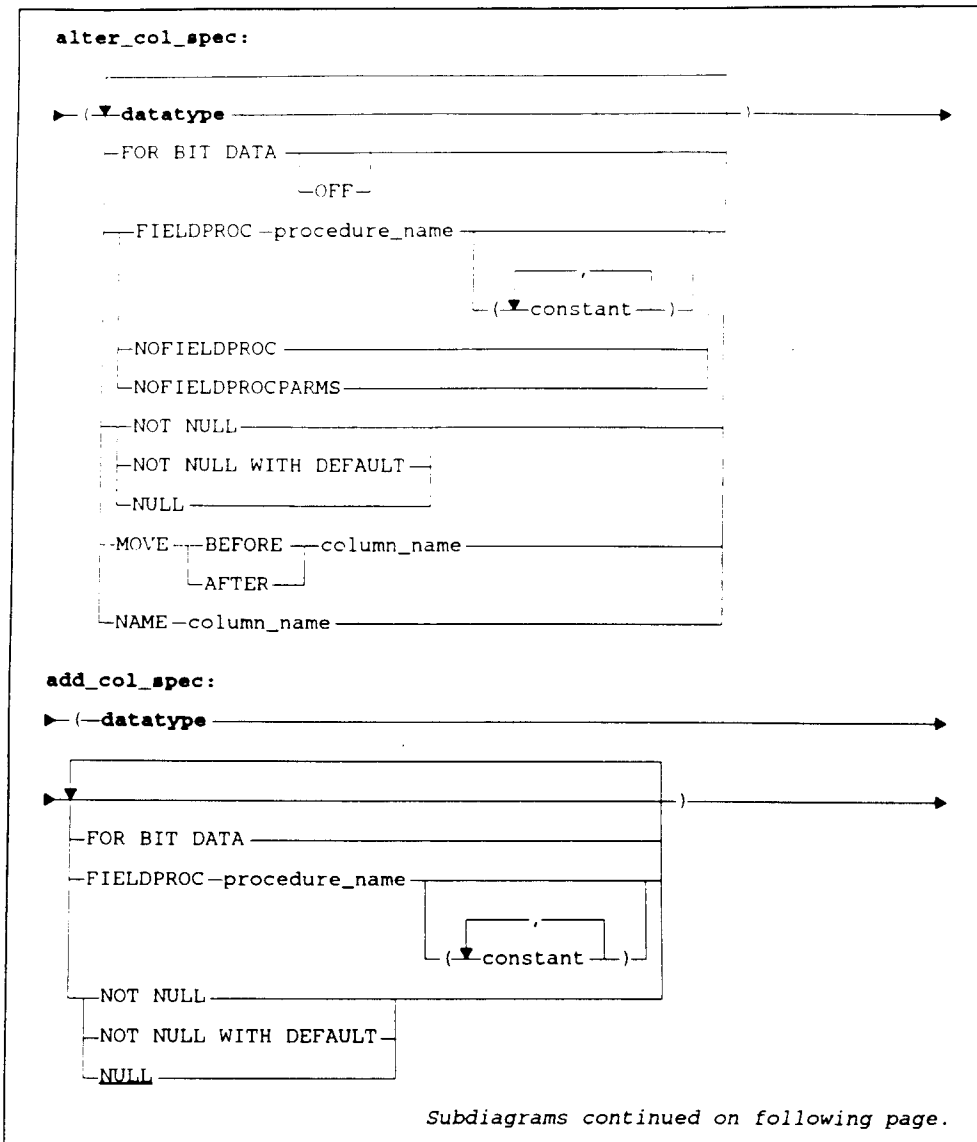 alter_col_spec:
( datatype )
FOR BIT DATA
OFF
FIELDPROC procedure_name
,
( constant )
NOFIELDPROC
NOFIELDPROCPARMS
NOT NULL
NOT NULL WITH DEFAULT
NULL
MOVE BEFORE column_name
AFTER
NAME column_name
add_col_spec:
( datatype
)
FOR BIT DATA
FIELDPROC procedure_name
,
( constant )
NOT NULL
NOT NULL WITH DEFAULT
NULL
Subdiagrams continued on following page.